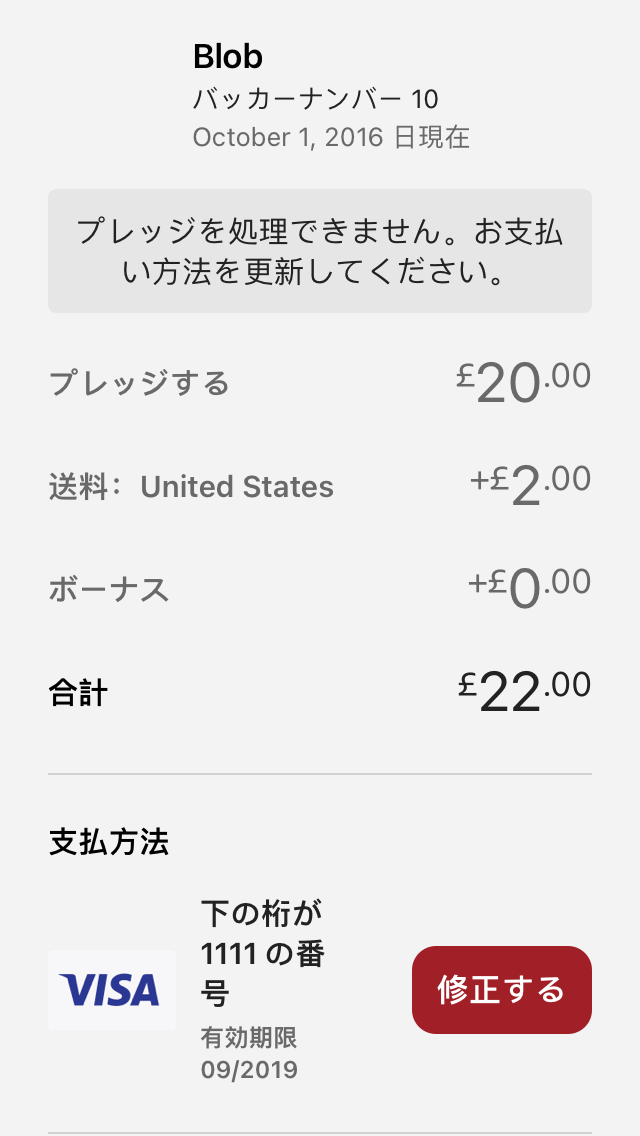 Blob
バッカーナンバー 10
October 1, 2016 日現在
プレッジを処理できません。お支払
い方法を更新してください。
プレッジする £20.00
送料： United States +£2.00
ボーナス +£0.00
合計 £22.00
支払方法
下の桁が
1111 の番
号
VISA
修正する
有効期限
09/2019